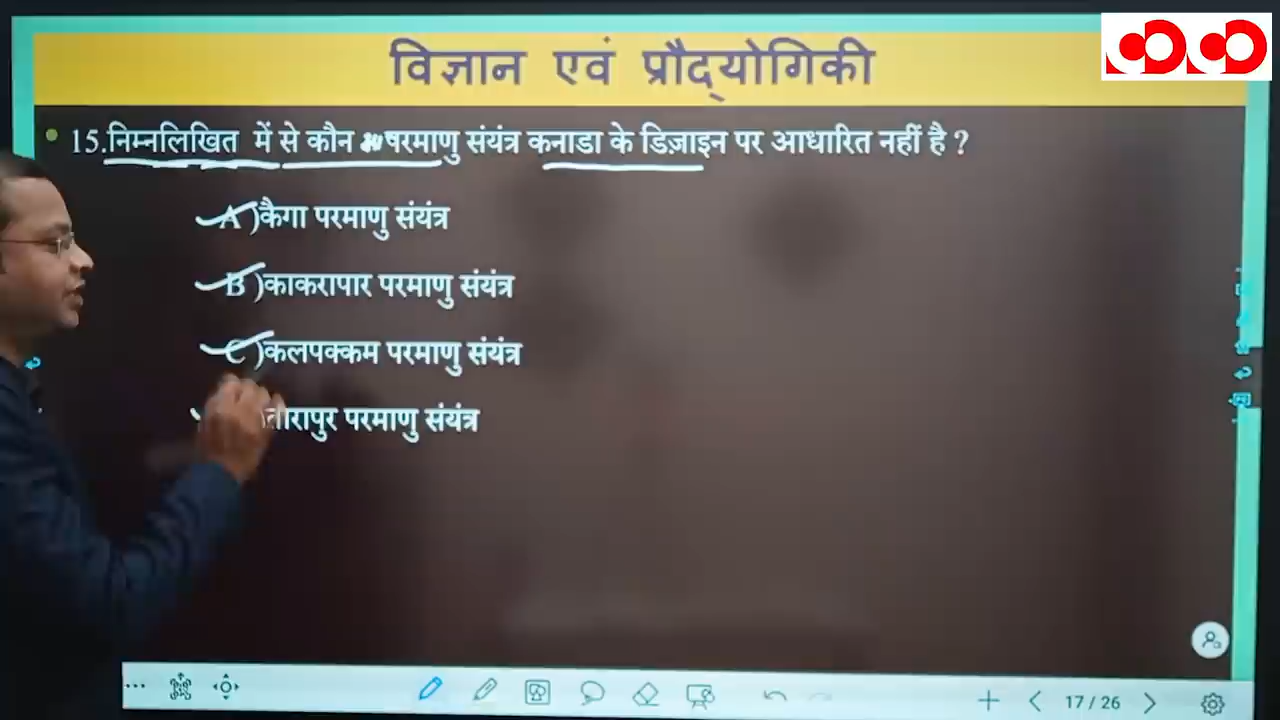 विज्ञान एवं प्रौद्योगिकी
15.निम्नलिखित में से कौन परमाणु संयंत्र कनाडा के डिज़ाइन पर आधारित नहीं है ?
A )कैगा परमाणु संयंत्र
B )काकरापार परमाणु संयंत्र
C )कलपक्कम परमाणु संयंत्र
)तारापुर परमाणु संयंत्र
17 / 26